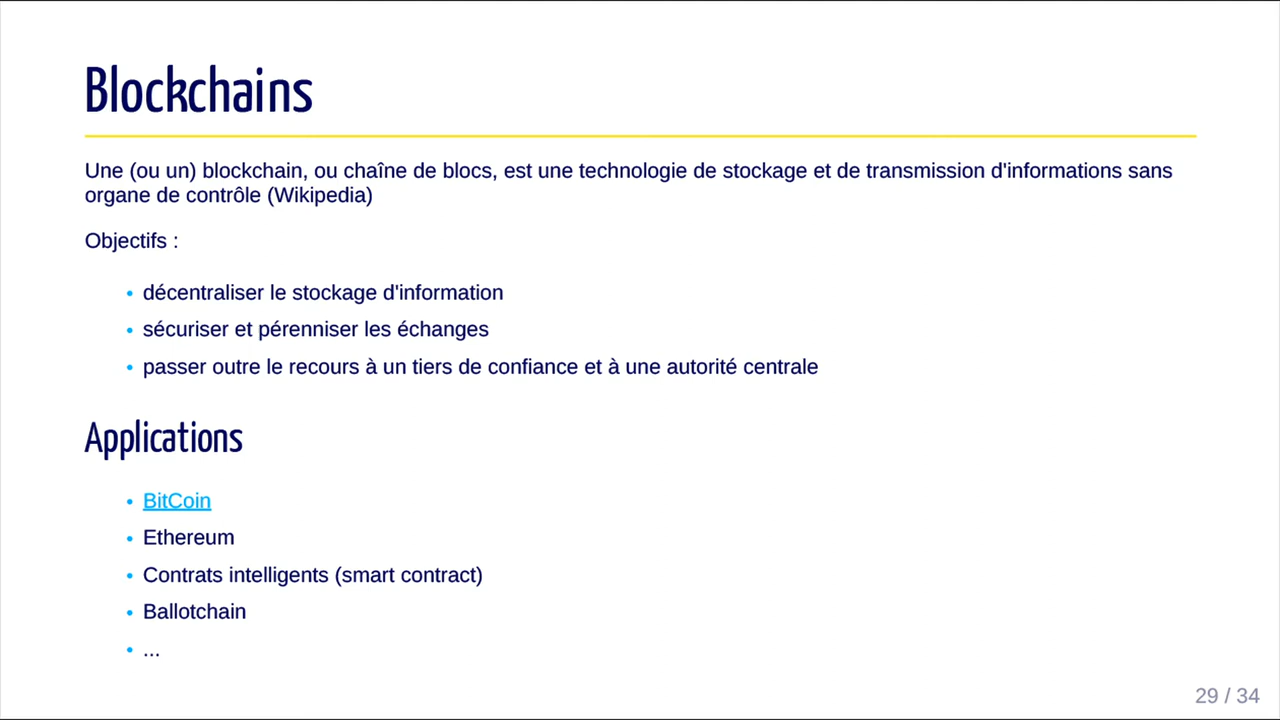 Blockchains
Une (ou un) blockchain, ou chaîne de blocs, est une technologie de stockage et de transmission d'informations sans
organe de contrôle (Wikipedia)
Objectifs :
• décentraliser le stockage d'information
• sécuriser et pérenniser les échanges
• passer outre le recours à un tiers de confiance et à une autorité centrale
Applications
• BitCoin
• Ethereum
• Contrats intelligents (smart contract)
• Ballotchain
• ...
29 / 34